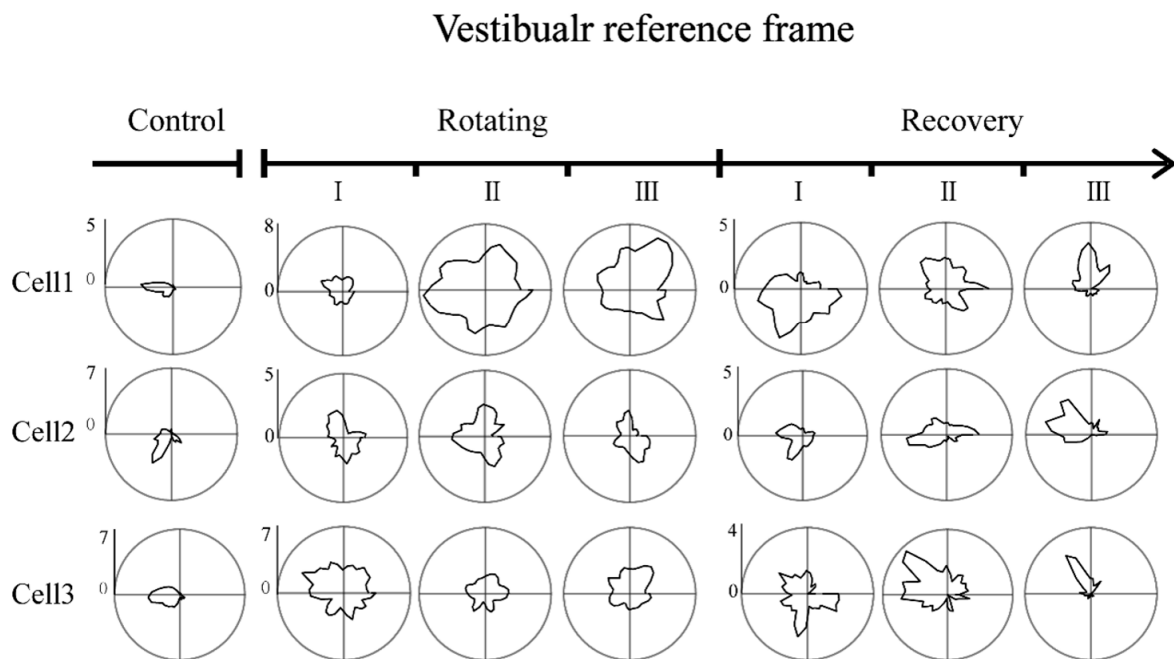 Vestibualr reference frame
Control Rotating Recovery
I II III I II III
5 0 8 0 5 0
Cell1
7 0 5 0 5 0
Cell2
7 0 7 0 4 0
Cell3